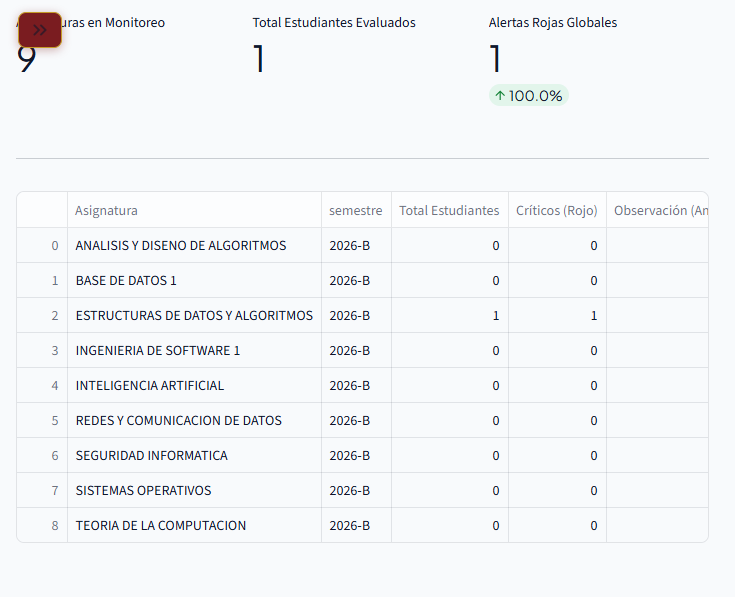 uras en Monitoreo
9
Total Estudiantes Evaluados
1
Alertas Rojas Globales
1
↑ 100.0%
Asignatura semestre Total Estudiantes Críticos (Rojo) Observación (Am
0 ANALISIS Y DISENO DE ALGORITMOS 2026-B 0 0
1 BASE DE DATOS 1 2026-B 0 0
2 ESTRUCTURAS DE DATOS Y ALGORITMOS 2026-B 1 1
3 INGENIERIA DE SOFTWARE 1 2026-B 0 0
4 INTELIGENCIA ARTIFICIAL 2026-B 0 0
5 REDES Y COMUNICACION DE DATOS 2026-B 0 0
6 SEGURIDAD INFORMATICA 2026-B 0 0
7 SISTEMAS OPERATIVOS 2026-B 0 0
8 TEORIA DE LA COMPUTACION 2026-B 0 0